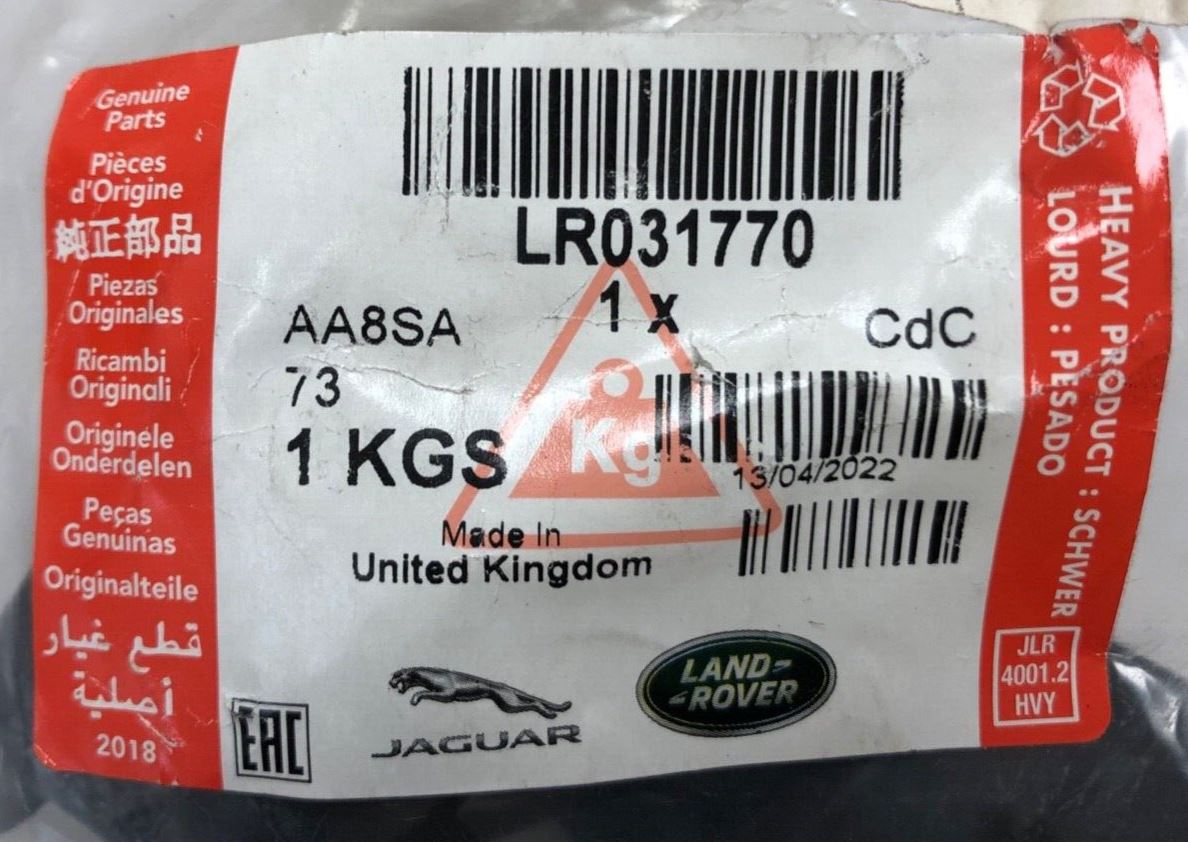 Genuine
Parts
Pièces
d'Origine
純正部品
Piezas
Originales
Ricambi
Originali
Originele
Onderdelen
Peças
Genuinas
Originalteile
قطع غيار
أصلية
2018
LR031770
1 x
AA8SA
CdC
73
1 KGS
Kgs
13/04/2022
Made In
United Kingdom
EAC
JAGUAR
LAND-
-ROVER
HEAVY PRODUCT : SCHWER
LOURD : PESADO
JLR
4001.2
HVY